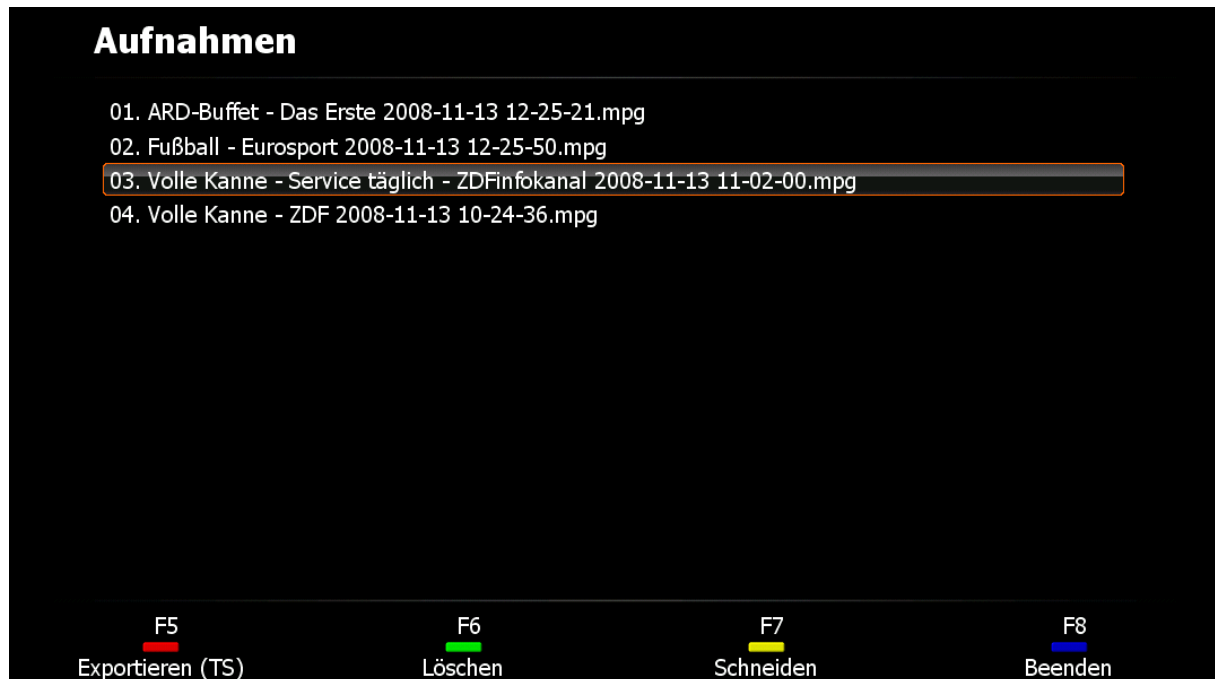 Aufnahmen
01. ARD-Buffet - Das Erste 2008-11-13 12-25-21.mpg
02. Fußball - Eurosport 2008-11-13 12-25-50.mpg
03. Volle Kanne - Service täglich - ZDFinfokanal 2008-11-13 11-02-00.mpg
04. Volle Kanne - ZDF 2008-11-13 10-24-36.mpg
F5 F6 F7 F8
Exportieren (TS) Löschen Schneiden Beenden